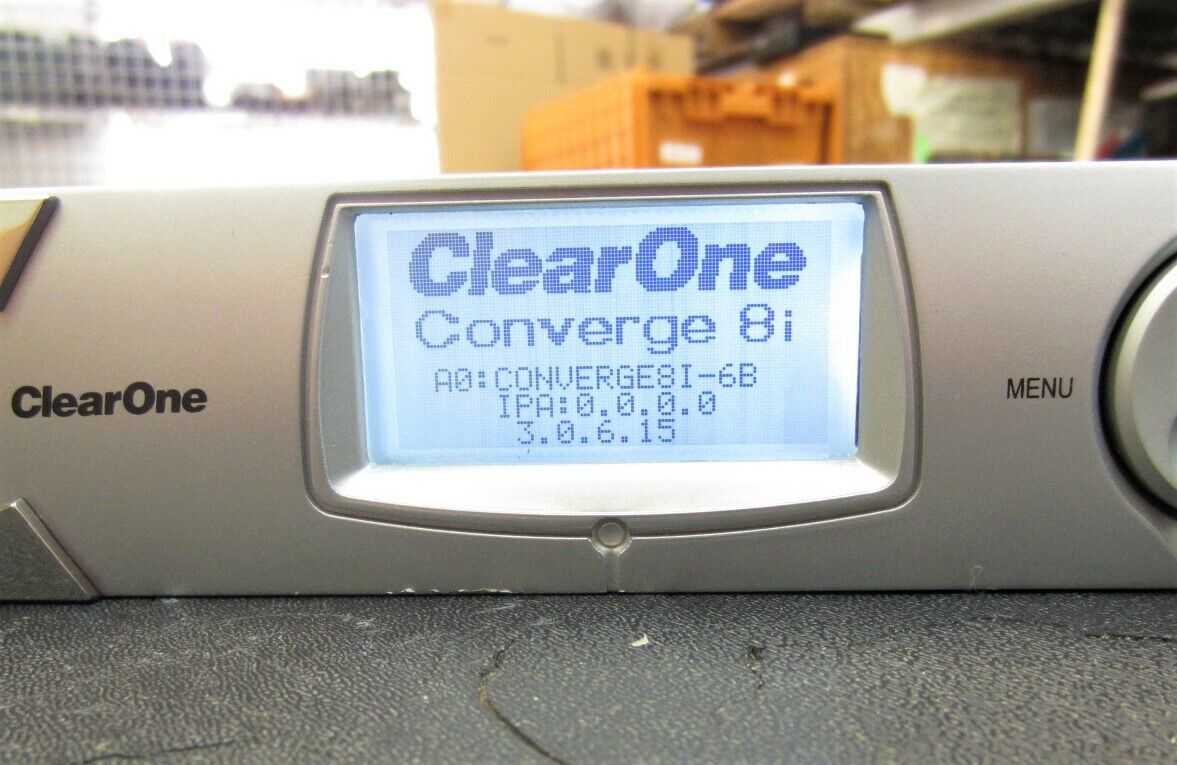 ClearOne
Converge 8i
A0:CONVERGE8I-6B
IPA:0.0.0.0
3.0.6.15
ClearOne
MENU